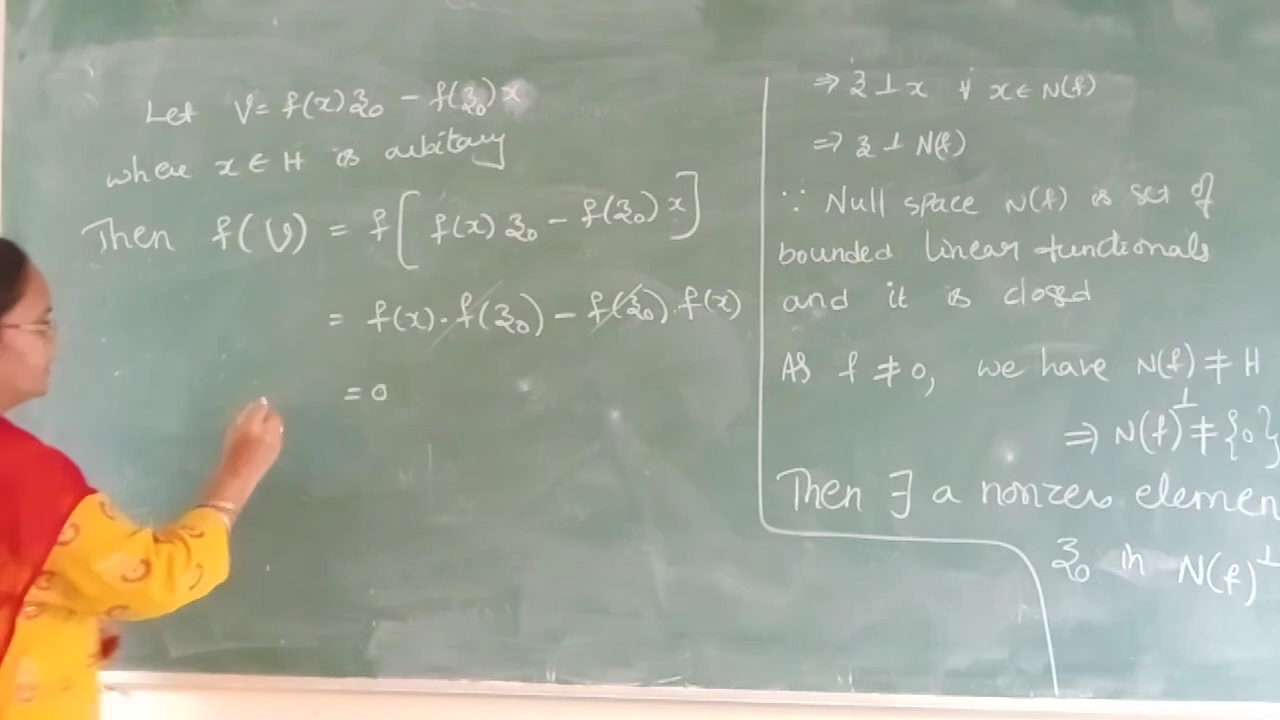 Let V = f(x)z₀ - f(z₀)x
where x ∈ H is arbitary
Then f(V) = f[f(x)z₀ - f(z₀)x]
= f(x).f(z₀) - f(z₀).f(x)
= 0
⇒ z ⊥ x ∀ x ∈ N(f)
⇒ z ⊥ N(f)
∵ Null space N(f) is set of
bounded linear functionals
and it is closed
As f ≠ 0, we have N(f) ≠ H
⇒ N(f)^⊥ ≠ {0}
Then ∃ a nonzero elemen
z₀ in N(f)^⊥